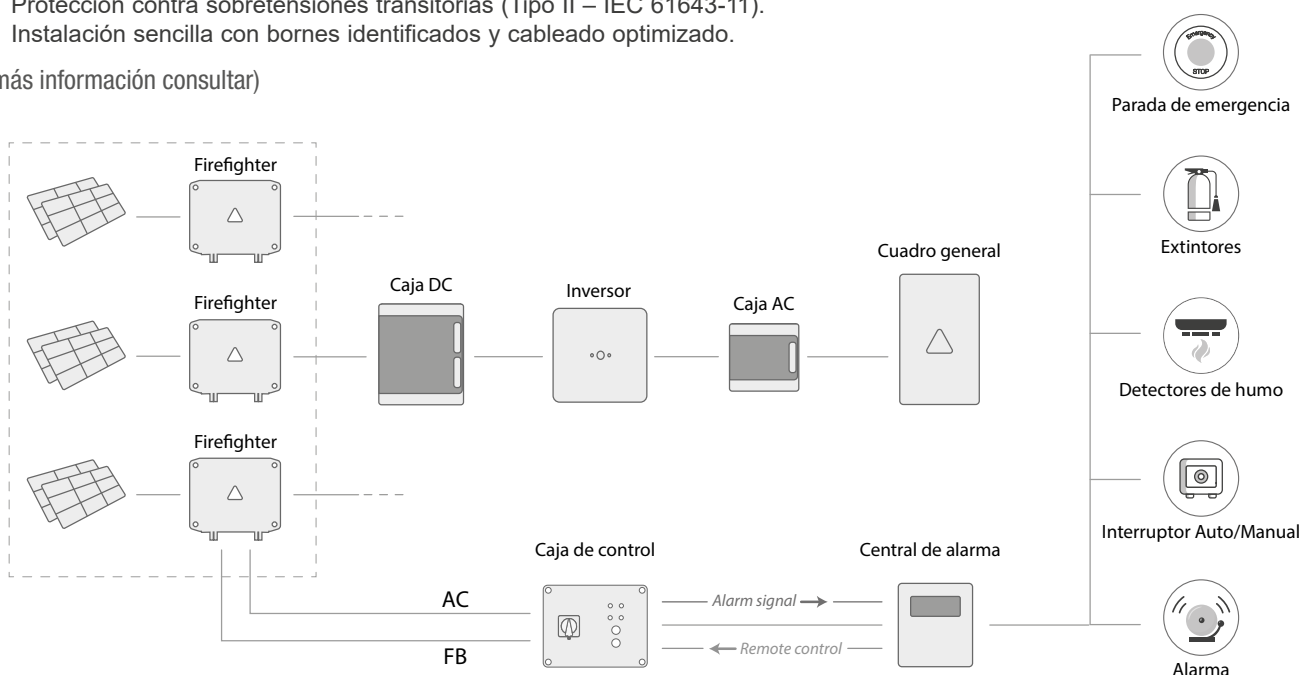 Protección contra sobretensiones transitorias (Tipo II – IEC 61643-11).
Instalación sencilla con bornes identificados y cableado optimizado.
más información consultar)
Emergency
STOP
Parada de emergencia
Firefighter
Extintores
Cuadro general
Firefighter
Caja DC
Inversor
Caja AC
Detectores de humo
Firefighter
Interruptor Auto/Manual
Caja de control
Central de alarma
AC
Alarm signal
FB
Remote control
Alarma